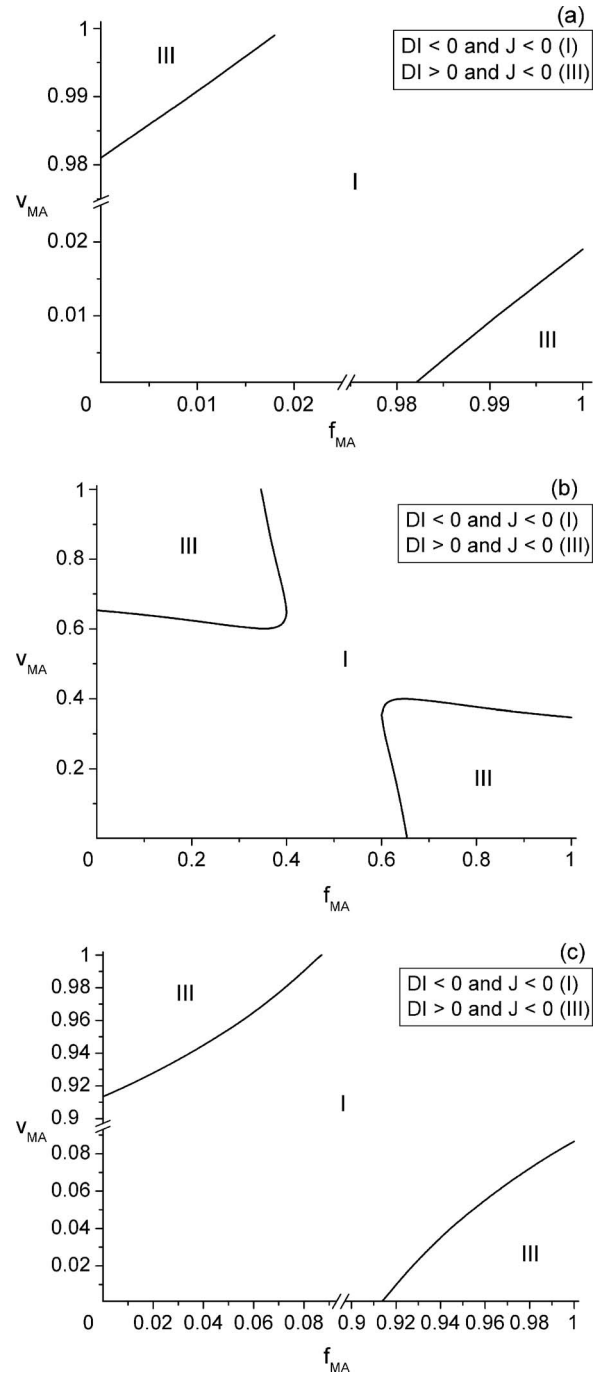 (a)
DI < 0 and J < 0 (I)
DI > 0 and J < 0 (III)
1
III
0.99
0.98
I
v_MA
0.02
0.01
III
0 0.01 0.02 0.98 0.99 1
f_MA
(b)
DI < 0 and J < 0 (I)
DI > 0 and J < 0 (III)
1
III
0.8
0.6
I
v_MA
0.4
III
0.2
0 0.2 0.4 0.6 0.8 1
f_MA
(c)
DI < 0 and J < 0 (I)
DI > 0 and J < 0 (III)
1
0.98
III
0.96
0.94
0.92
I
0.9
v_MA
0.08
0.06
0.04
III
0.02
0 0.02 0.04 0.06 0.08 0.9 0.92 0.94 0.96 0.98 1
f_MA